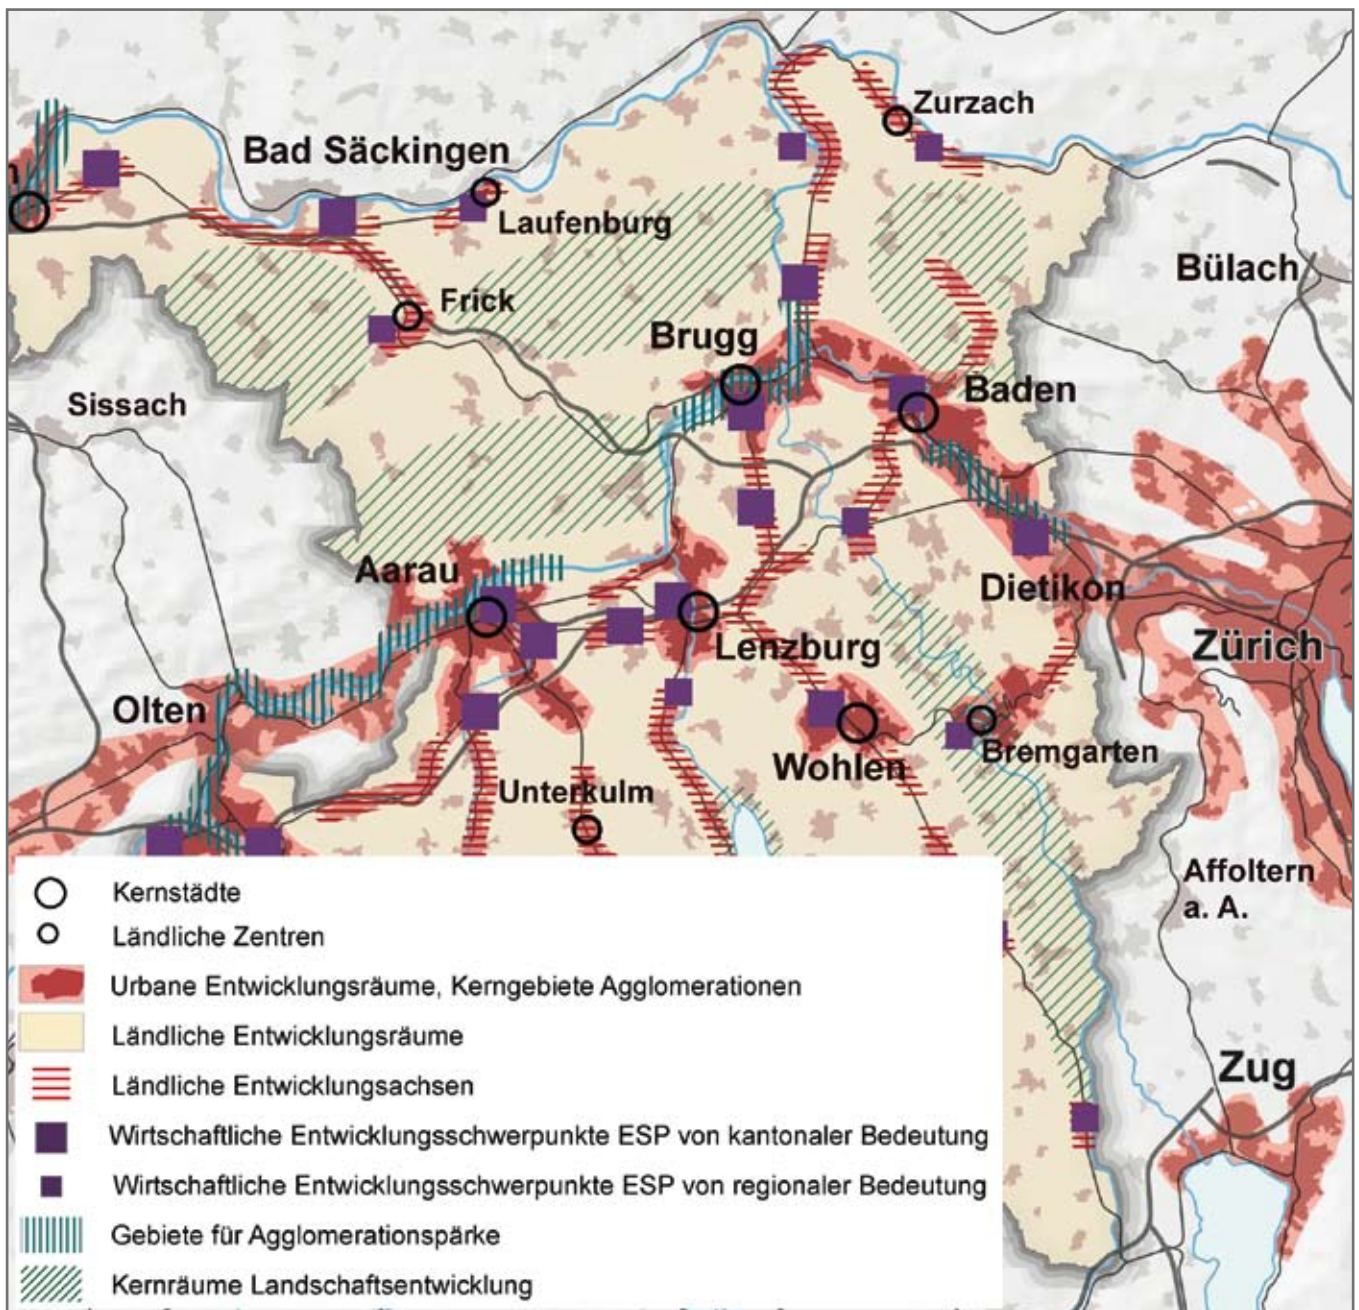 Zurzach
Bad Säckingen
Laufenburg
Bülach
Frick
Brugg
Baden
Sissach
Aarau
Dietikon
Zürich
Lenzburg
Olten
Bremgarten
Wohlen
Unterkulm
Affoltern
a. A.
Zug
Kernstädte
Ländliche Zentren
Urbane Entwicklungsräume, Kerngebiete Agglomerationen
Ländliche Entwicklungsräume
Ländliche Entwicklungsachsen
Wirtschaftliche Entwicklungsschwerpunkte ESP von kantonaler Bedeutung
Wirtschaftliche Entwicklungsschwerpunkte ESP von regionaler Bedeutung
Gebiete für Agglomerationspärke
Kernräume Landschaftsentwicklung